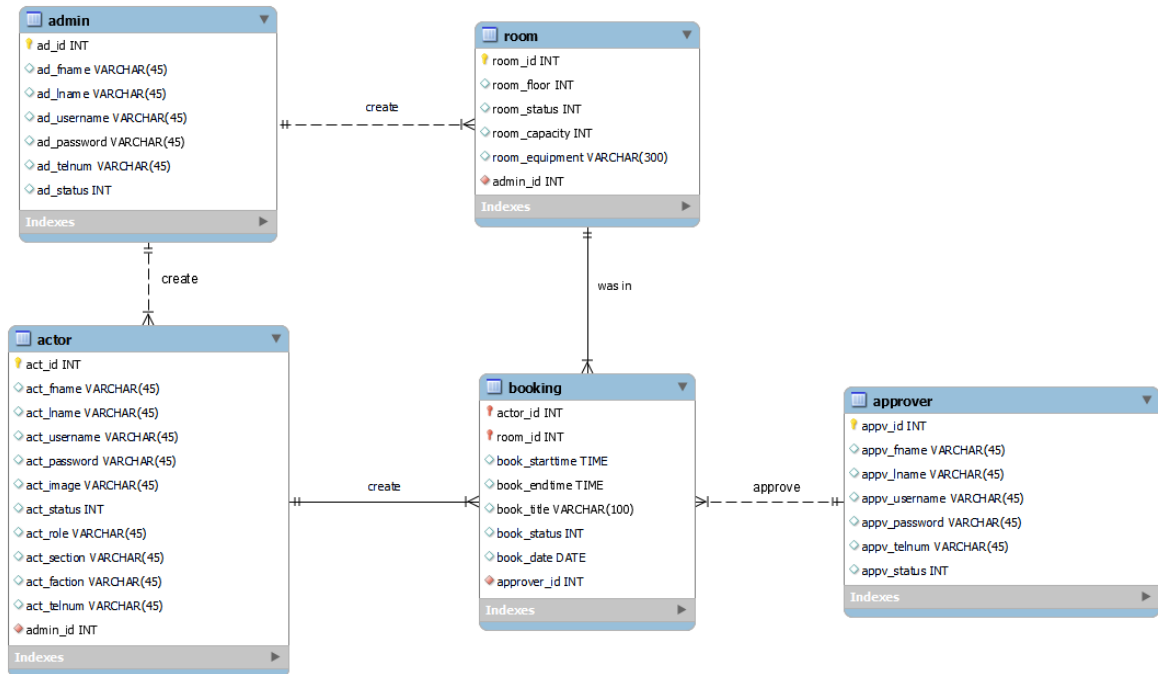 admin
ad_id INT
ad_fname VARCHAR(45)
ad_lname VARCHAR(45)
ad_username VARCHAR(45)
ad_password VARCHAR(45)
ad_telnum VARCHAR(45)
ad_status INT
Indexes
create
room
room_id INT
room_floor INT
room_status INT
room_capacity INT
room_equipment VARCHAR(300)
admin_id INT
Indexes
create
was in
actor
act_id INT
act_fname VARCHAR(45)
act_lname VARCHAR(45)
act_username VARCHAR(45)
act_password VARCHAR(45)
act_image VARCHAR(45)
act_status INT
act_role VARCHAR(45)
act_section VARCHAR(45)
act_faction VARCHAR(45)
act_telnum VARCHAR(45)
admin_id INT
Indexes
create
booking
actor_id INT
room_id INT
book_starttime TIME
book_endtime TIME
book_title VARCHAR(100)
book_status INT
book_date DATE
approver_id INT
Indexes
approve
approver
appv_id INT
appv_fname VARCHAR(45)
appv_lname VARCHAR(45)
appv_username VARCHAR(45)
appv_password VARCHAR(45)
appv_telnum VARCHAR(45)
appv_status INT
Indexes